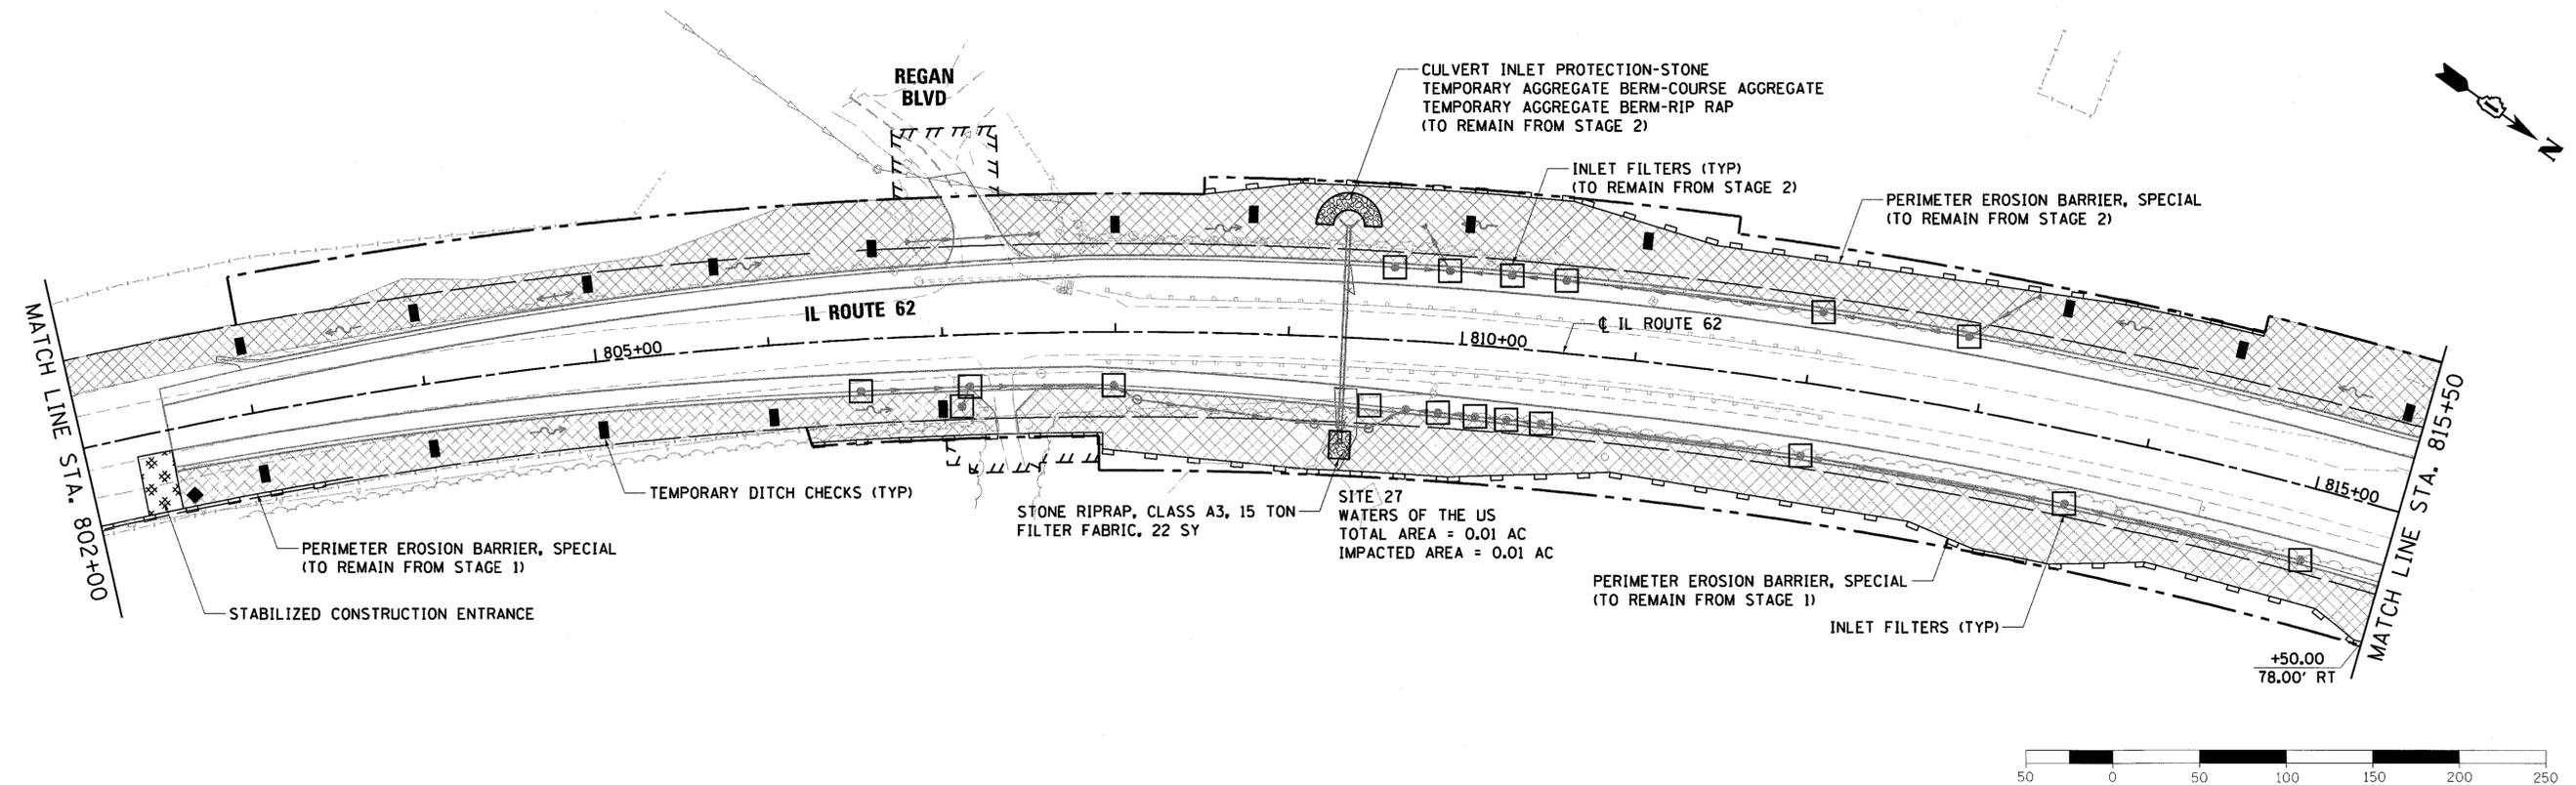 REGAN
BLVD
CULVERT INLET PROTECTION-STONE
TEMPORARY AGGREGATE BERM-COURSE AGGREGATE
TEMPORARY AGGREGATE BERM-RIP RAP
(TO REMAIN FROM STAGE 2)
INLET FILTERS (TYP)
(TO REMAIN FROM STAGE 2)
PERIMETER EROSION BARRIER, SPECIAL
(TO REMAIN FROM STAGE 2)
N
MATCH LINE STA. 802+00
IL ROUTE 62
805+00
810+00
℄ IL ROUTE 62
815+00
MATCH LINE STA. 815+50
TEMPORARY DITCH CHECKS (TYP)
STONE RIPRAP, CLASS A3, 15 TON
FILTER FABRIC, 22 SY
SITE 27
WATERS OF THE US
TOTAL AREA = 0.01 AC
IMPACTED AREA = 0.01 AC
PERIMETER EROSION BARRIER, SPECIAL
(TO REMAIN FROM STAGE 1)
STABILIZED CONSTRUCTION ENTRANCE
PERIMETER EROSION BARRIER, SPECIAL
(TO REMAIN FROM STAGE 1)
INLET FILTERS (TYP)
+50.00
78.00' RT
50 0 50 100 150 200 250